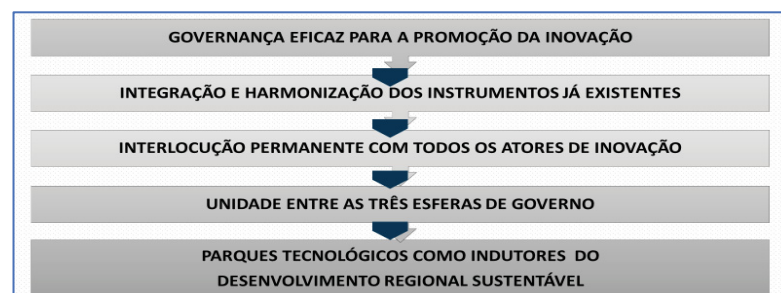 GOVERNANÇA EFICAZ PARA A PROMOÇÃO DA INOVAÇÃO
INTEGRAÇÃO E HARMONIZAÇÃO DOS INSTRUMENTOS JÁ EXISTENTES
INTERLOCUÇÃO PERMANENTE COM TODOS OS ATORES DE INOVAÇÃO
UNIDADE ENTRE AS TRÊS ESFERAS DE GOVERNO
PARQUES TECNOLÓGICOS COMO INDUTORES DO
DESENVOLVIMENTO REGIONAL SUSTENTÁVEL